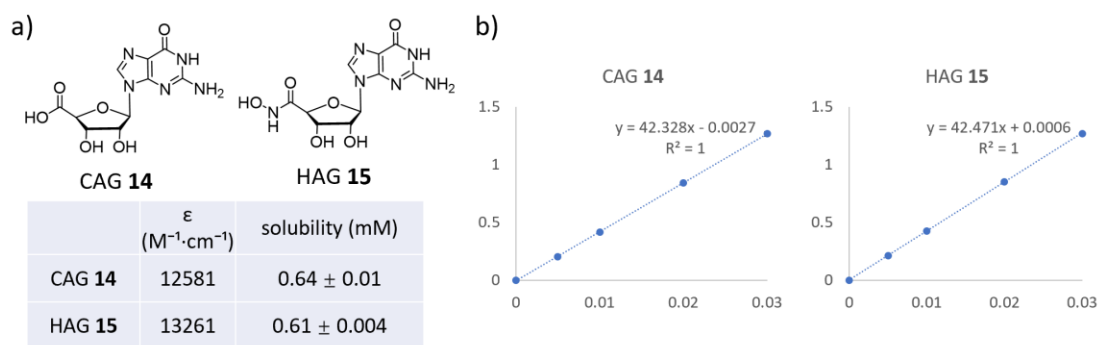 a)
O
N
NH
N
N
NH₂
O
HO
O
OH OH
CAG 14
O
N
NH
N
N
NH₂
HO
O
N
H
O
OH OH
HAG 15
ε
(M⁻¹·cm⁻¹)
solubility (mM)
CAG 14
12581
0.64 ± 0.01
HAG 15
13261
0.61 ± 0.004
b)
CAG 14
1.5
1
0.5
0
y = 42.328x - 0.0027
R² = 1
0
0.01
0.02
0.03
HAG 15
1.5
1
0.5
0
y = 42.471x + 0.0006
R² = 1
0
0.01
0.02
0.03